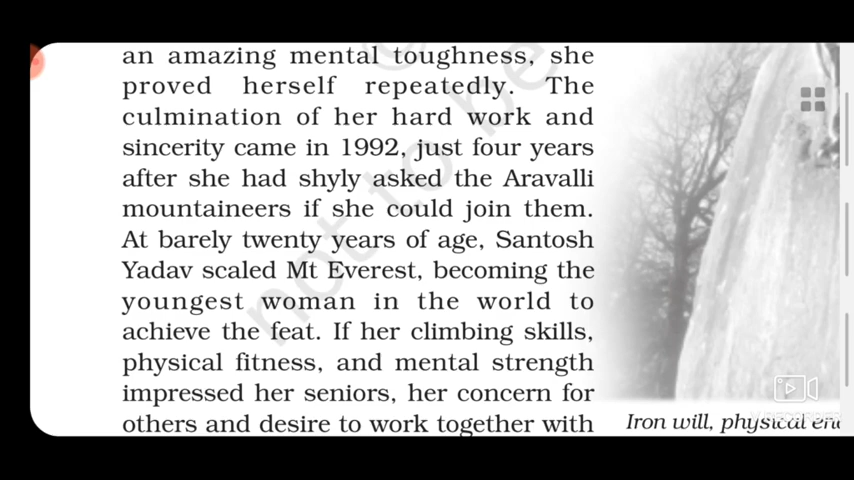 an amazing mental toughness, she
proved herself repeatedly. The
culmination of her hard work and
sincerity came in 1992, just four years
after she had shyly asked the Aravalli
mountaineers if she could join them.
At barely twenty years of age, Santosh
Yadav scaled Mt Everest, becoming the
youngest woman in the world to
achieve the feat. If her climbing skills,
physical fitness, and mental strength
impressed her seniors, her concern for
others and desire to work together with
Iron will, physical
not to be
V RECORDER